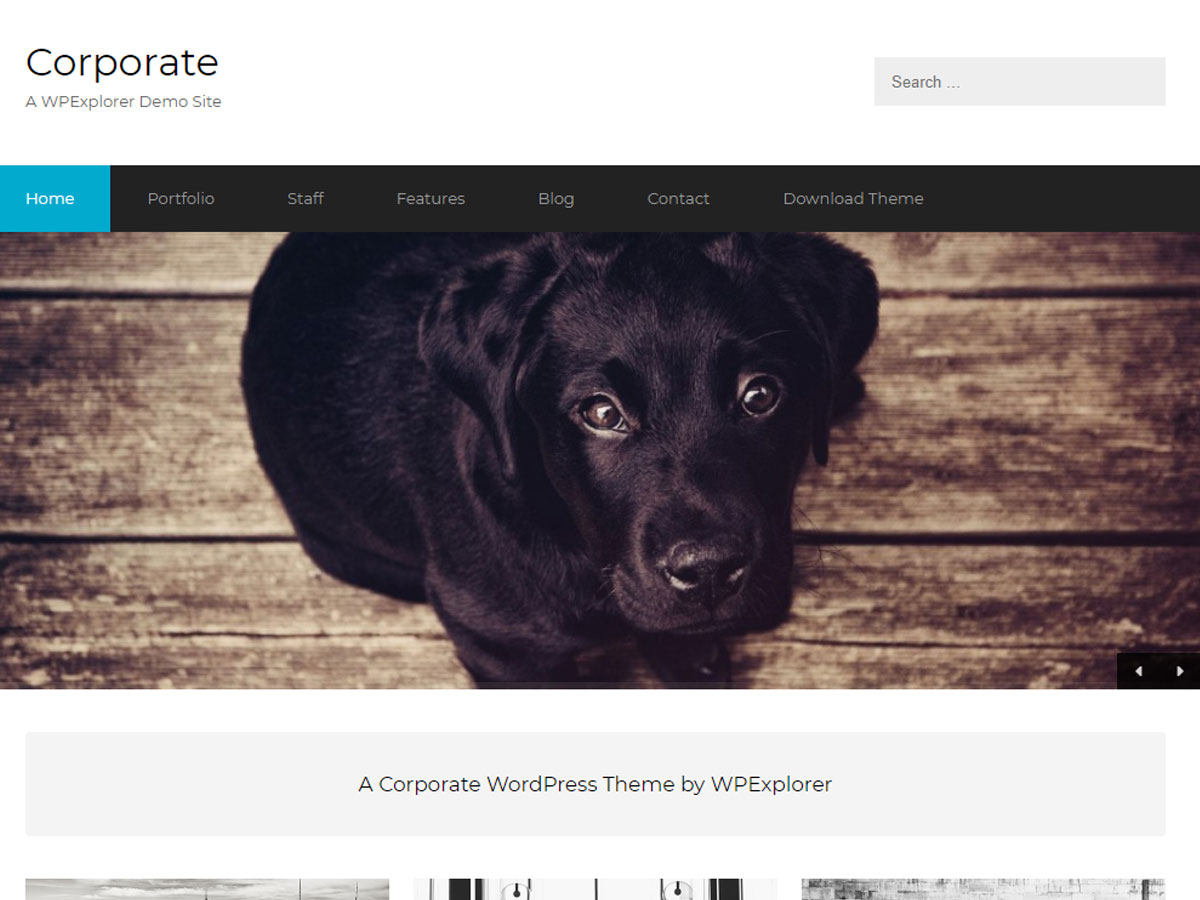 Corporate
A WPExplorer Demo Site
Search ...
Home Portfolio Staff Features Blog Contact Download Theme
A Corporate WordPress Theme by WPExplorer